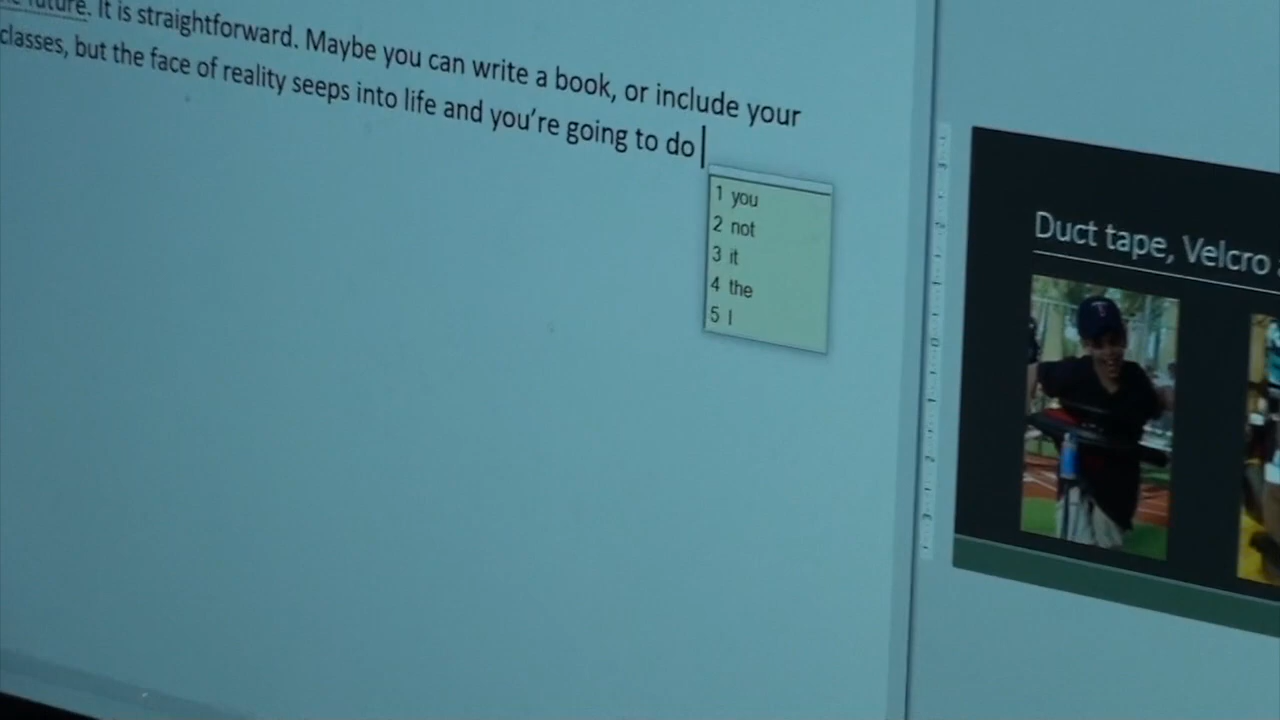 future. It is straightforward. Maybe you can write a book, or include your
classes, but the face of reality seeps into life and you're going to do
1 you
2 not
3 it
4 the
5 I
Duct tape, Velcro